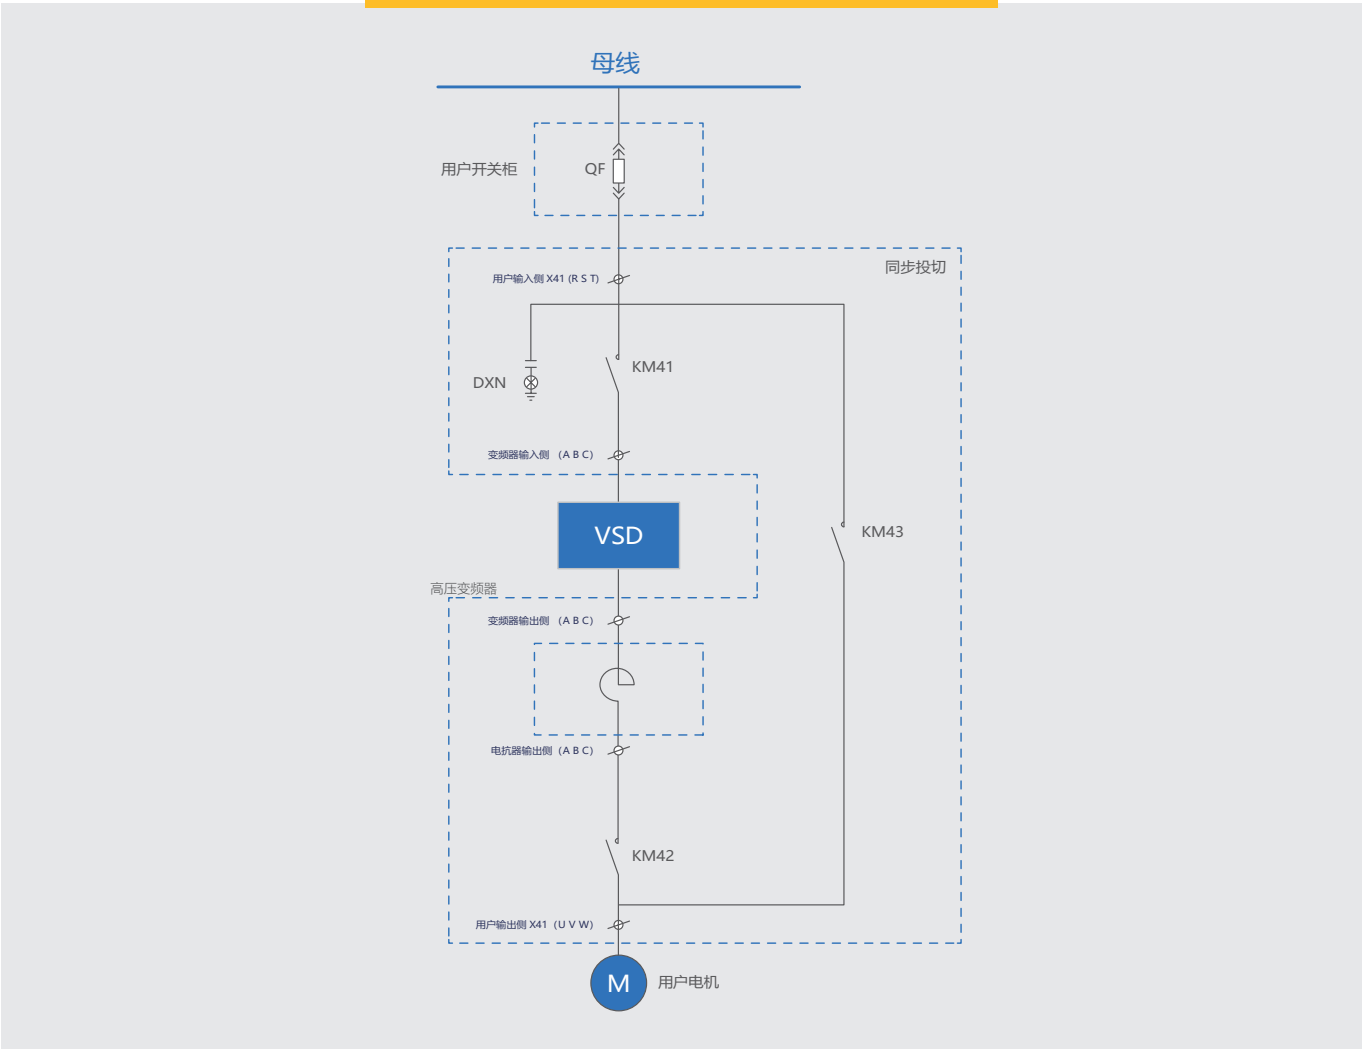 母线
用户开关柜
QF
同步投切
用户输入侧 X41 (R S T)
KM41
DXN
变频器输入侧 （A B C）
VSD
KM43
高压变频器
变频器输出侧 （A B C）
电抗器输出侧（A B C）
KM42
用户输出侧 X41（U V W）
M
用户电机